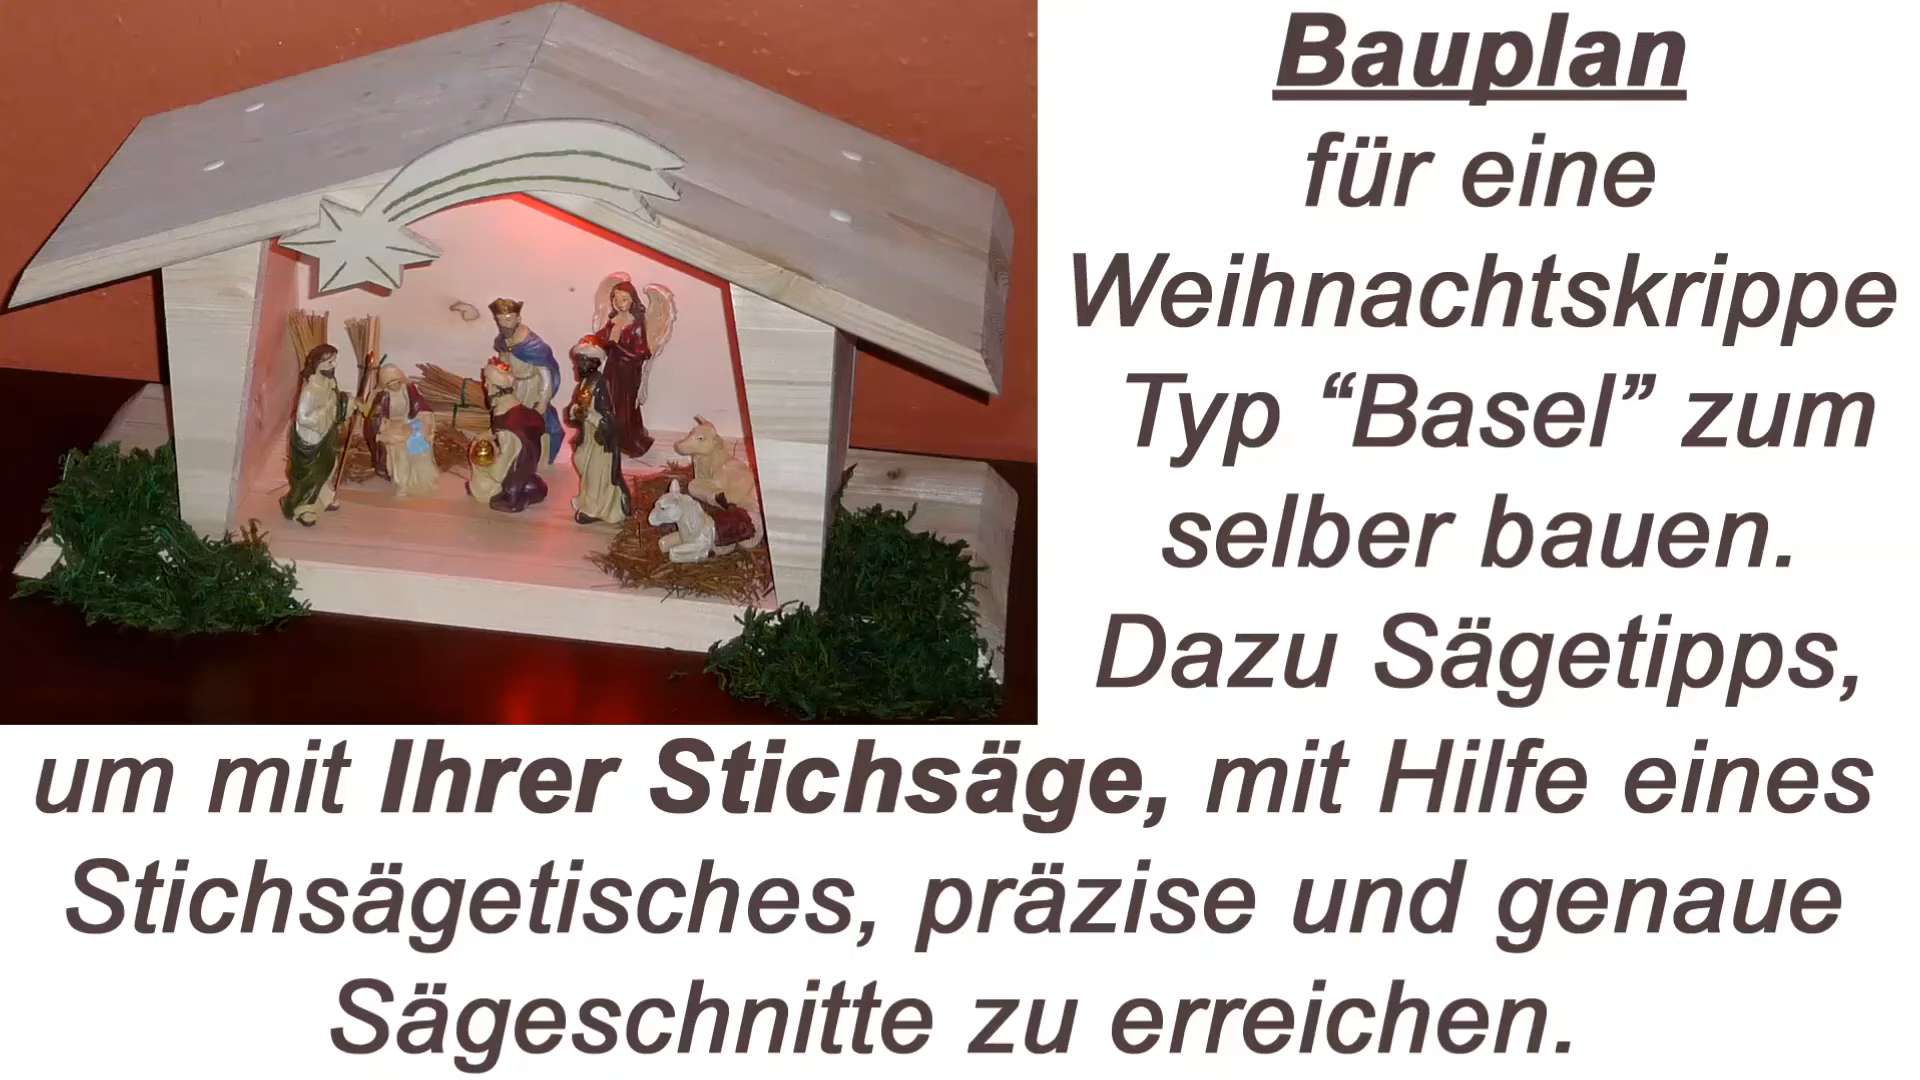 Bauplan
für eine
Weihnachtskrippe
Typ “Basel” zum
selber bauen.
Dazu Sägetipps,
um mit Ihrer Stichsäge, mit Hilfe eines
Stichsägetisches, präzise und genaue
Sägeschnitte zu erreichen.